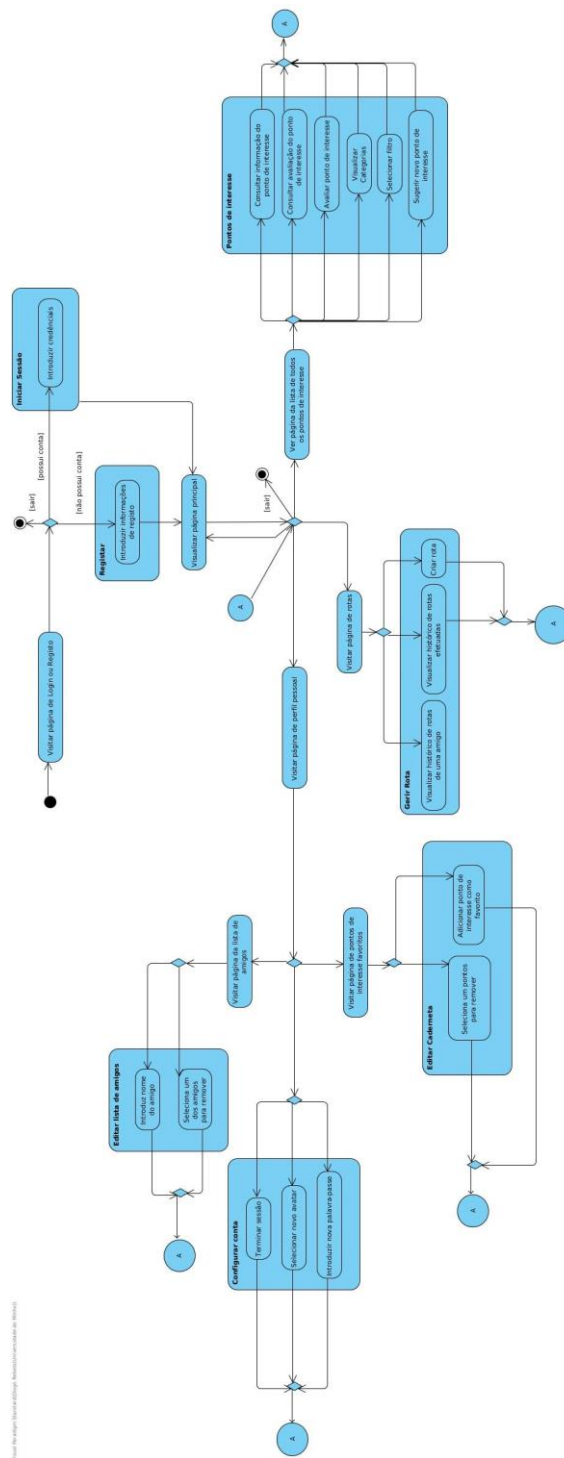 Visitar página de Login ou Registo
[sair]
[possui conta]
[não possui conta]
Iniciar Sessão
Introduzir credênciais
Registar
Introduzir informações
de registo
Visualizar página principal
A
[sair]
Ver página da lista de todos
os pontos de interesse
Pontos de interesse
Consultar informação do
ponto de interesse
Consultar avaliação do ponto
de interesse
Avaliar ponto de interesse
Visualizar
Categorias
Selecionar filtro
Sugerir novo ponto de
interesse
A
Visitar página de rotas
Gerir Rota
Visualizar histórico de rotas
de uma amigo
Visualizar histórico de rotas
efetuadas
Criar rota
A
Visitar página de perfil pessoal
Visitar página da lista de
amigos
Editar lista de amigos
Introduz nome
do amigo
Seleciona um
dos amigos
para remover
A
Configurar conta
Terminar sessão
Selecionar novo avatar
Introduzir nova palavra-passe
A
Visitar página de pontos de
interesse favoritos
Editar Caderneta
Seleciona um pontos
para remover
Adicionar ponto de
interesse como
favorito
A